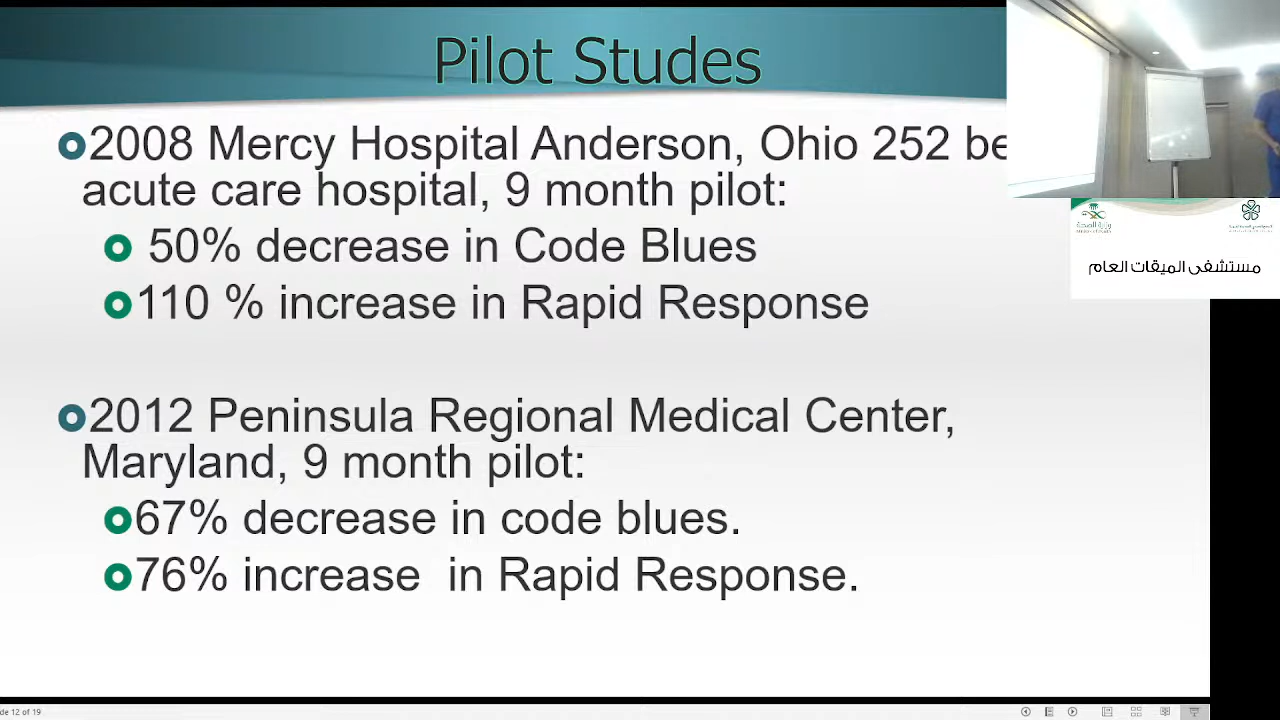 Pilot Studes
2008 Mercy Hospital Anderson, Ohio 252 be
acute care hospital, 9 month pilot:
50% decrease in Code Blues
110 % increase in Rapid Response
2012 Peninsula Regional Medical Center,
Maryland, 9 month pilot:
67% decrease in code blues.
76% increase in Rapid Response.
وزارة الصحة
مستشفى الميقات العام
de 12 of 19